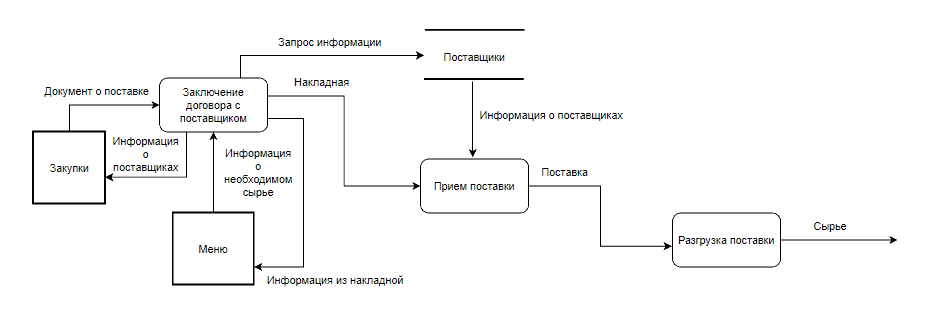 Запрос информации
Поставщики
Накладная
Документ о поставке
Заключение
договора с
поставщиком
Информация о поставщиках
Информация
о
поставщиках
Информация
о
необходимом
сырье
Закупки
Прием поставки
Поставка
Меню
Разгрузка поставки
Сырье
Информация из накладной